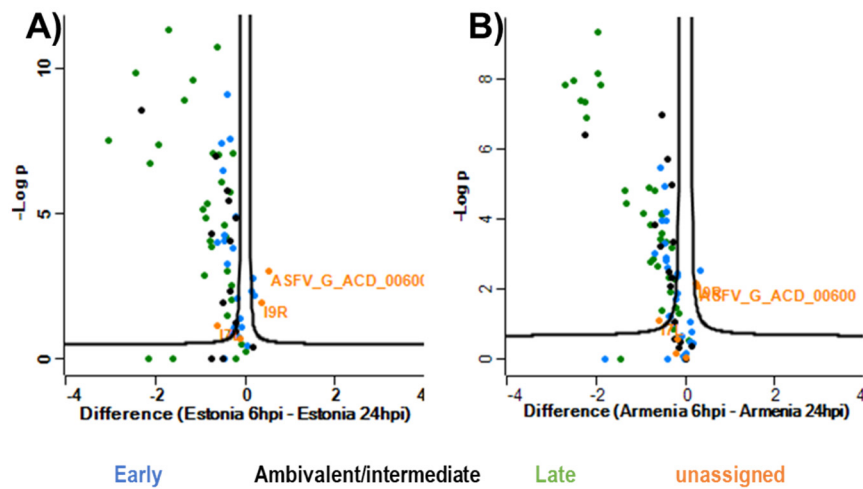 A)
B)
10
5
0
-Log p
ASFV_G_ACD_00600
I9R
-4
-2
0
2
4
Difference (Estonia 6hpi - Estonia 24hpi)
8
6
4
2
0
-Log p
ASFV_G_ACD_00600
-4
-2
0
2
4
Difference (Armenia 6hpi - Armenia 24hpi)
Early Ambivalent/intermediate Late unassigned